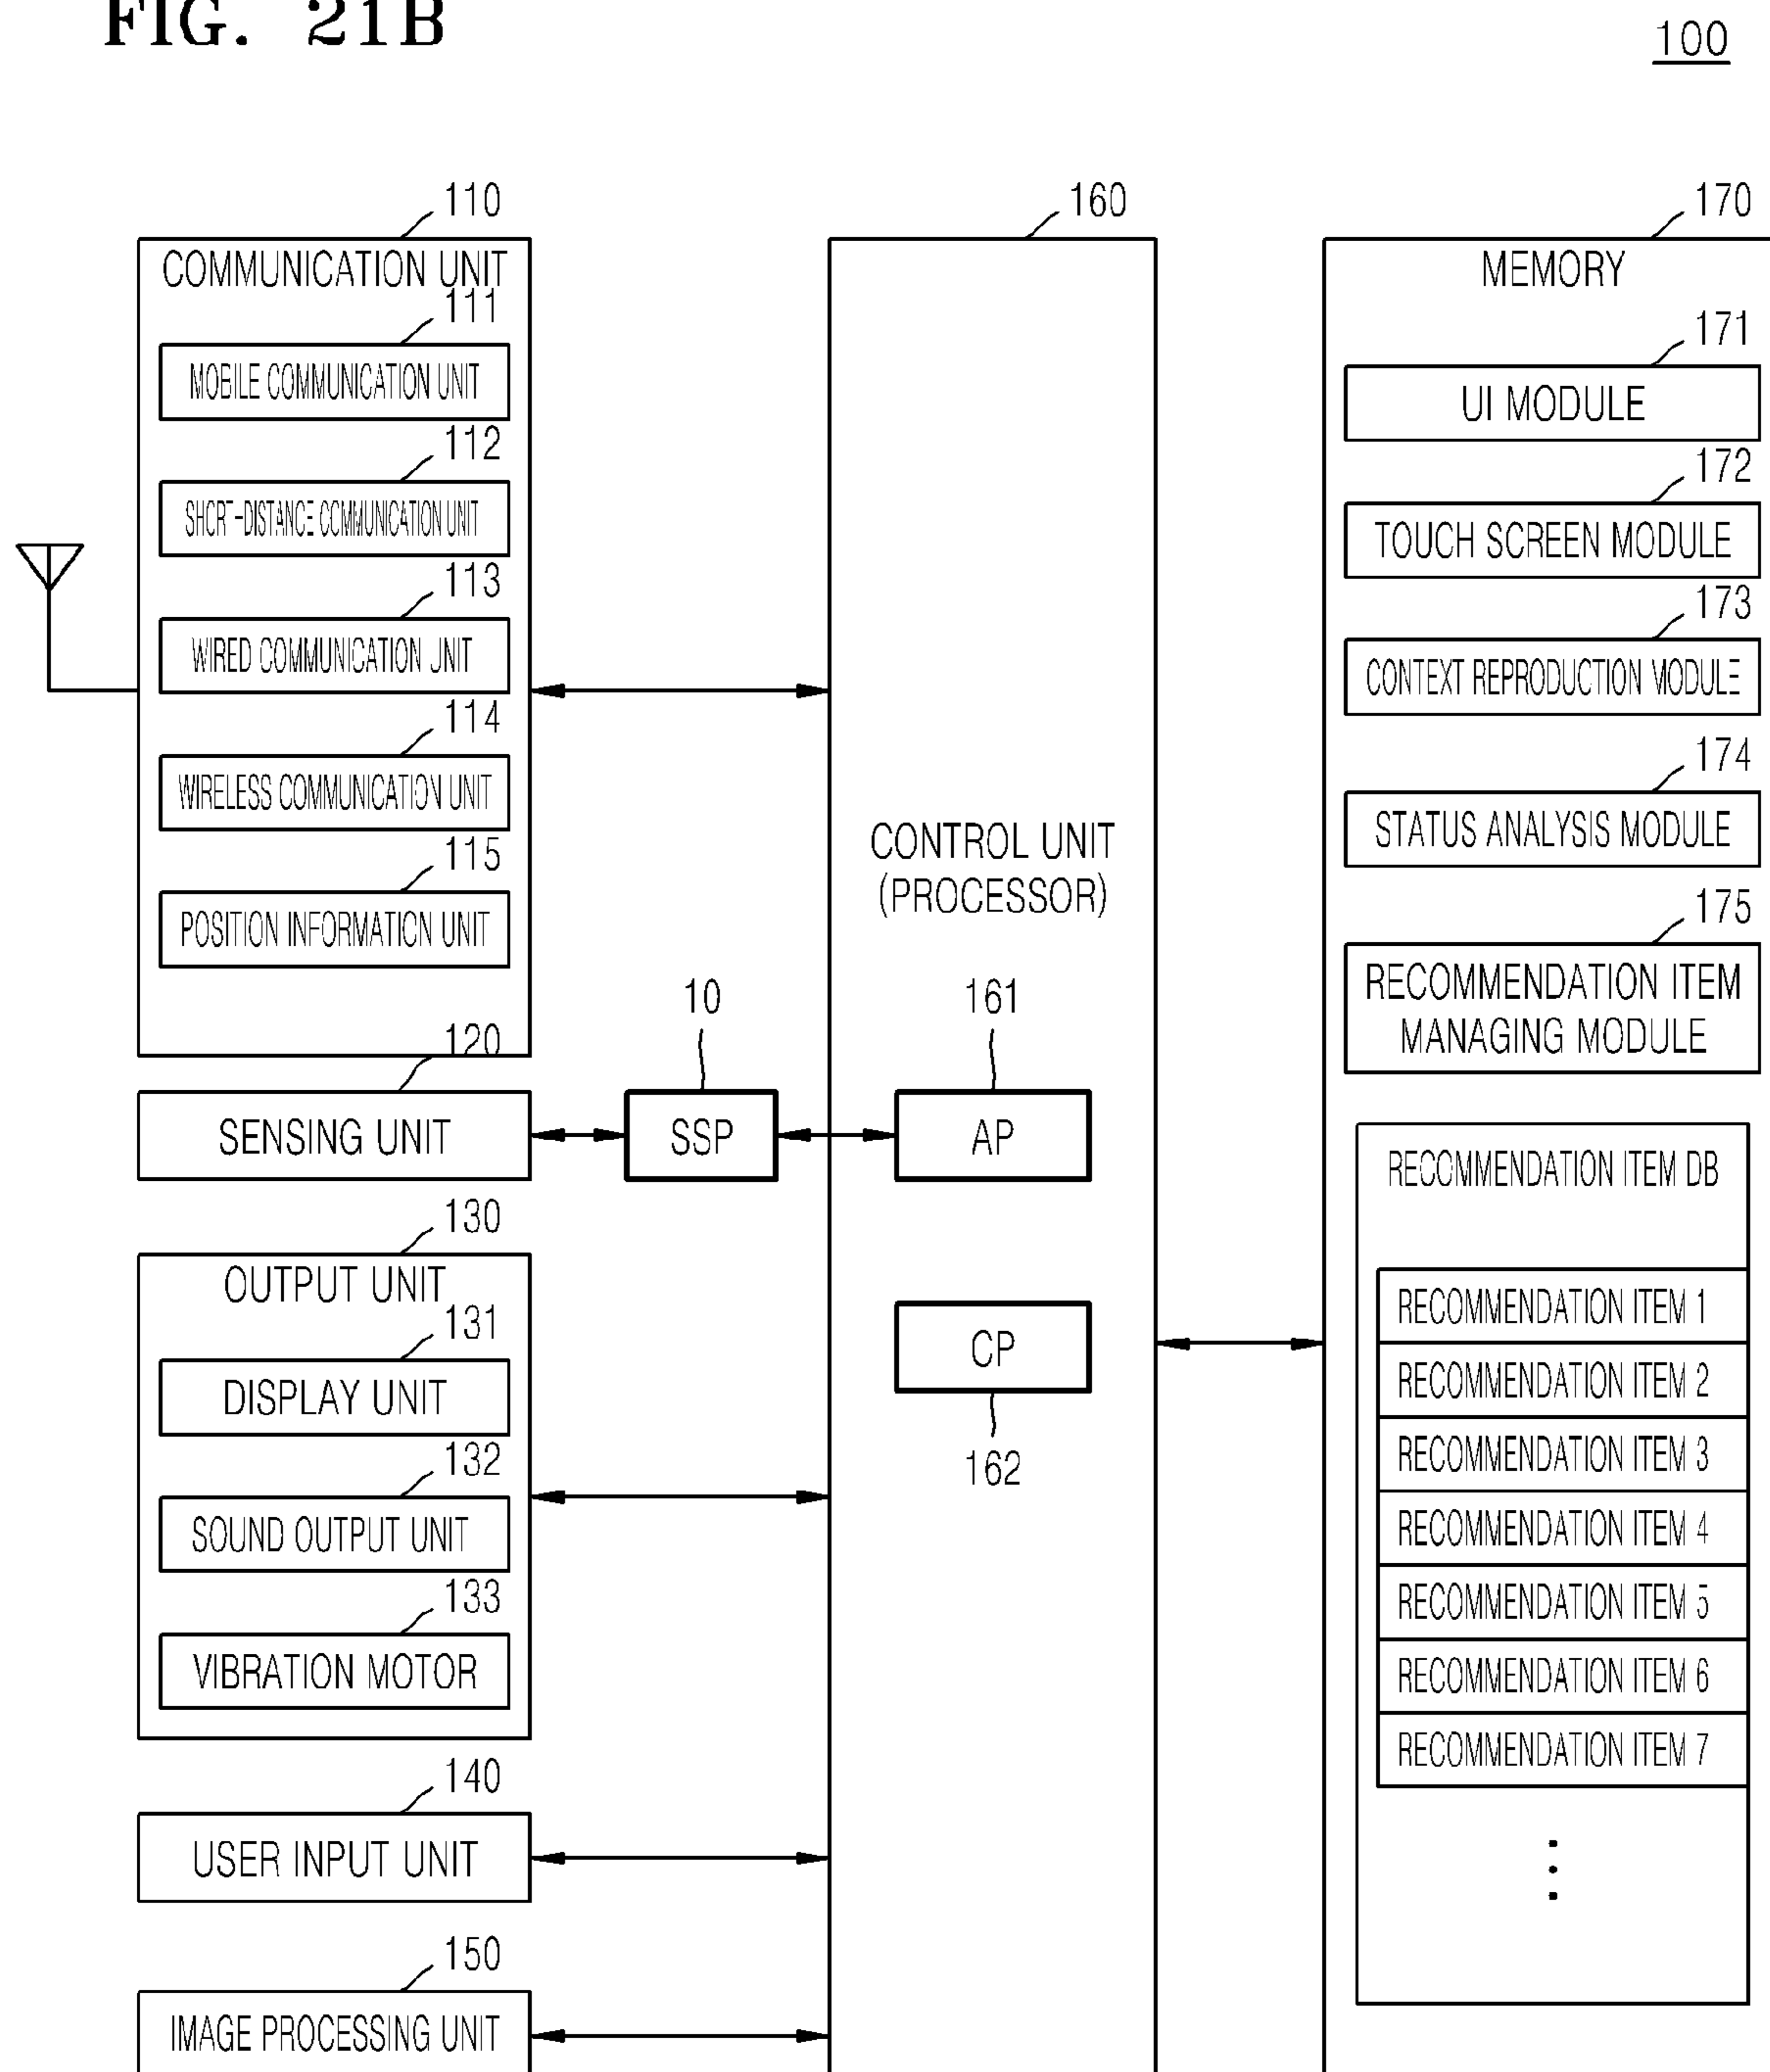 FIG. 21B
100
110
COMMUNICATION UNIT
111
MOBILE COMMUNICATION UNIT
112
SHORT-DISTANCE COMMUNICATION UNIT
113
WIRED COMMUNICATION UNIT
114
WIRELESS COMMUNICATION UNIT
115
POSITION INFORMATION UNIT
120
SENSING UNIT
10
SSP
130
OUTPUT UNIT
131
DISPLAY UNIT
132
SOUND OUTPUT UNIT
133
VIBRATION MOTOR
140
USER INPUT UNIT
150
IMAGE PROCESSING UNIT
160
CONTROL UNIT
(PROCESSOR)
161
AP
CP
162
170
MEMORY
171
UI MODULE
172
TOUCH SCREEN MODULE
173
CONTEXT REPRODUCTION MODULE
174
STATUS ANALYSIS MODULE
175
RECOMMENDATION ITEM
MANAGING MODULE
RECOMMENDATION ITEM DB
RECOMMENDATION ITEM 1
RECOMMENDATION ITEM 2
RECOMMENDATION ITEM 3
RECOMMENDATION ITEM 4
RECOMMENDATION ITEM 5
RECOMMENDATION ITEM 6
RECOMMENDATION ITEM 7